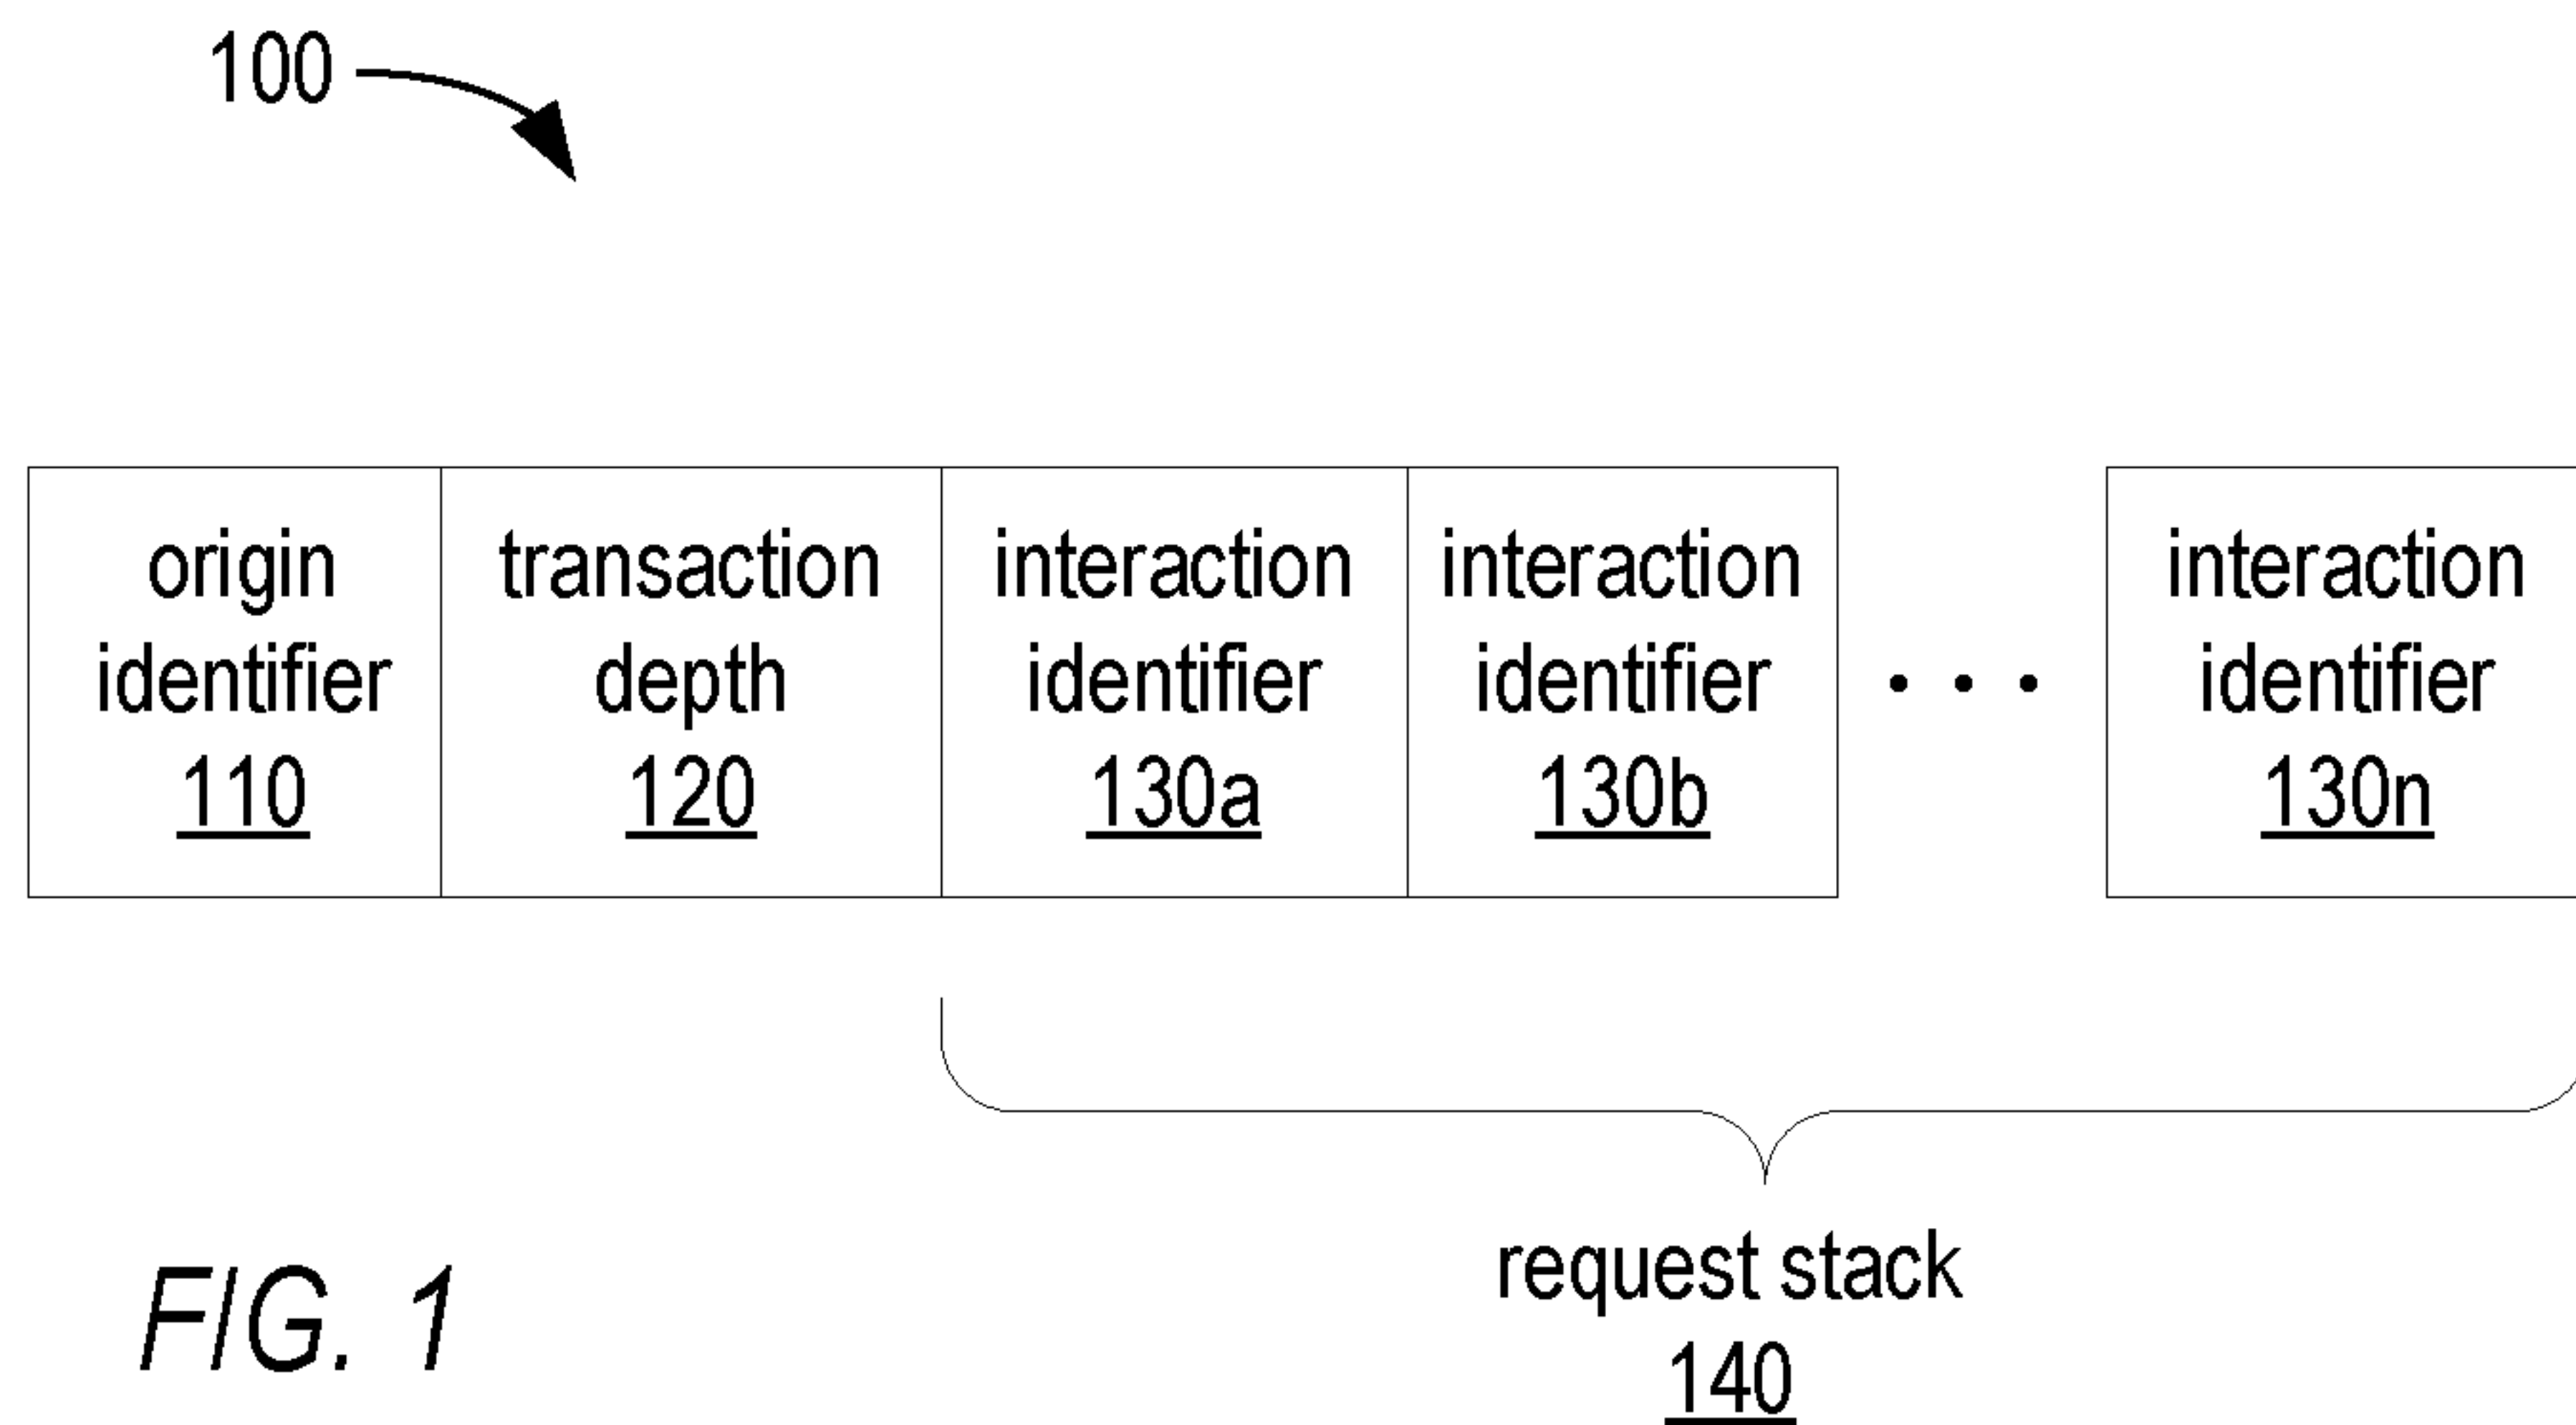 100
origin
identifier
110
transaction
depth
120
interaction
identifier
130a
interaction
identifier
130b
• • •
interaction
identifier
130n
request stack
140
FIG. 1